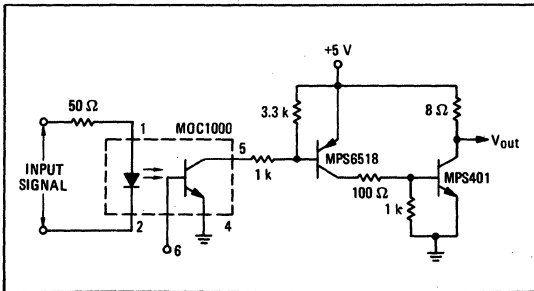 +5 V
50 Ω
3.3 k
8 Ω
1
MOC1000
5
Vout
INPUT
SIGNAL
1 k
MPS6518
100 Ω
MPS401
1 k
2
4
6